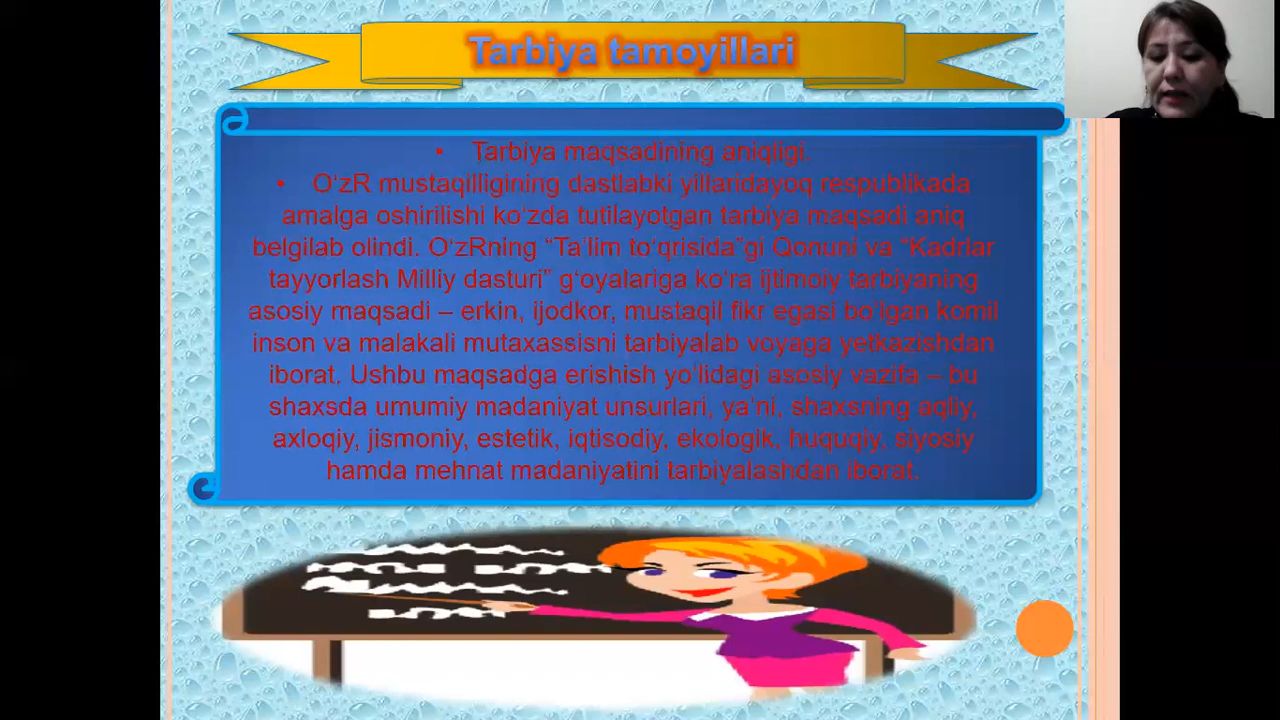 Tarbiya tamoyillari
• Tarbiya maqsadining aniqligi.
• O‘zR mustaqilligining dastlabki yillaridayoq respublikada
amalga oshirilishi ko‘zda tutilayotgan tarbiya maqsadi aniq
belgilab olindi. O‘zRning “Ta’lim to‘qrisida”gi Qonuni va “Kadrlar
tayyorlash Milliy dasturi” g‘oyalariga ko‘ra ijtimoiy tarbiyaning
asosiy maqsadi – erkin, ijodkor, mustaqil fikr egasi bo‘lgan komil
inson va malakali mutaxassisni tarbiyalab voyaga yetkazishdan
iborat. Ushbu maqsadga erishish yo‘lidagi asosiy vazifa – bu
shaxsda umumiy madaniyat unsurlari, ya’ni, shaxsning aqliy,
axloqiy, jismoniy, estetik, iqtisodiy, ekologik, huquqiy, siyosiy
hamda mehnat madaniyatini tarbiyalashdan iborat.